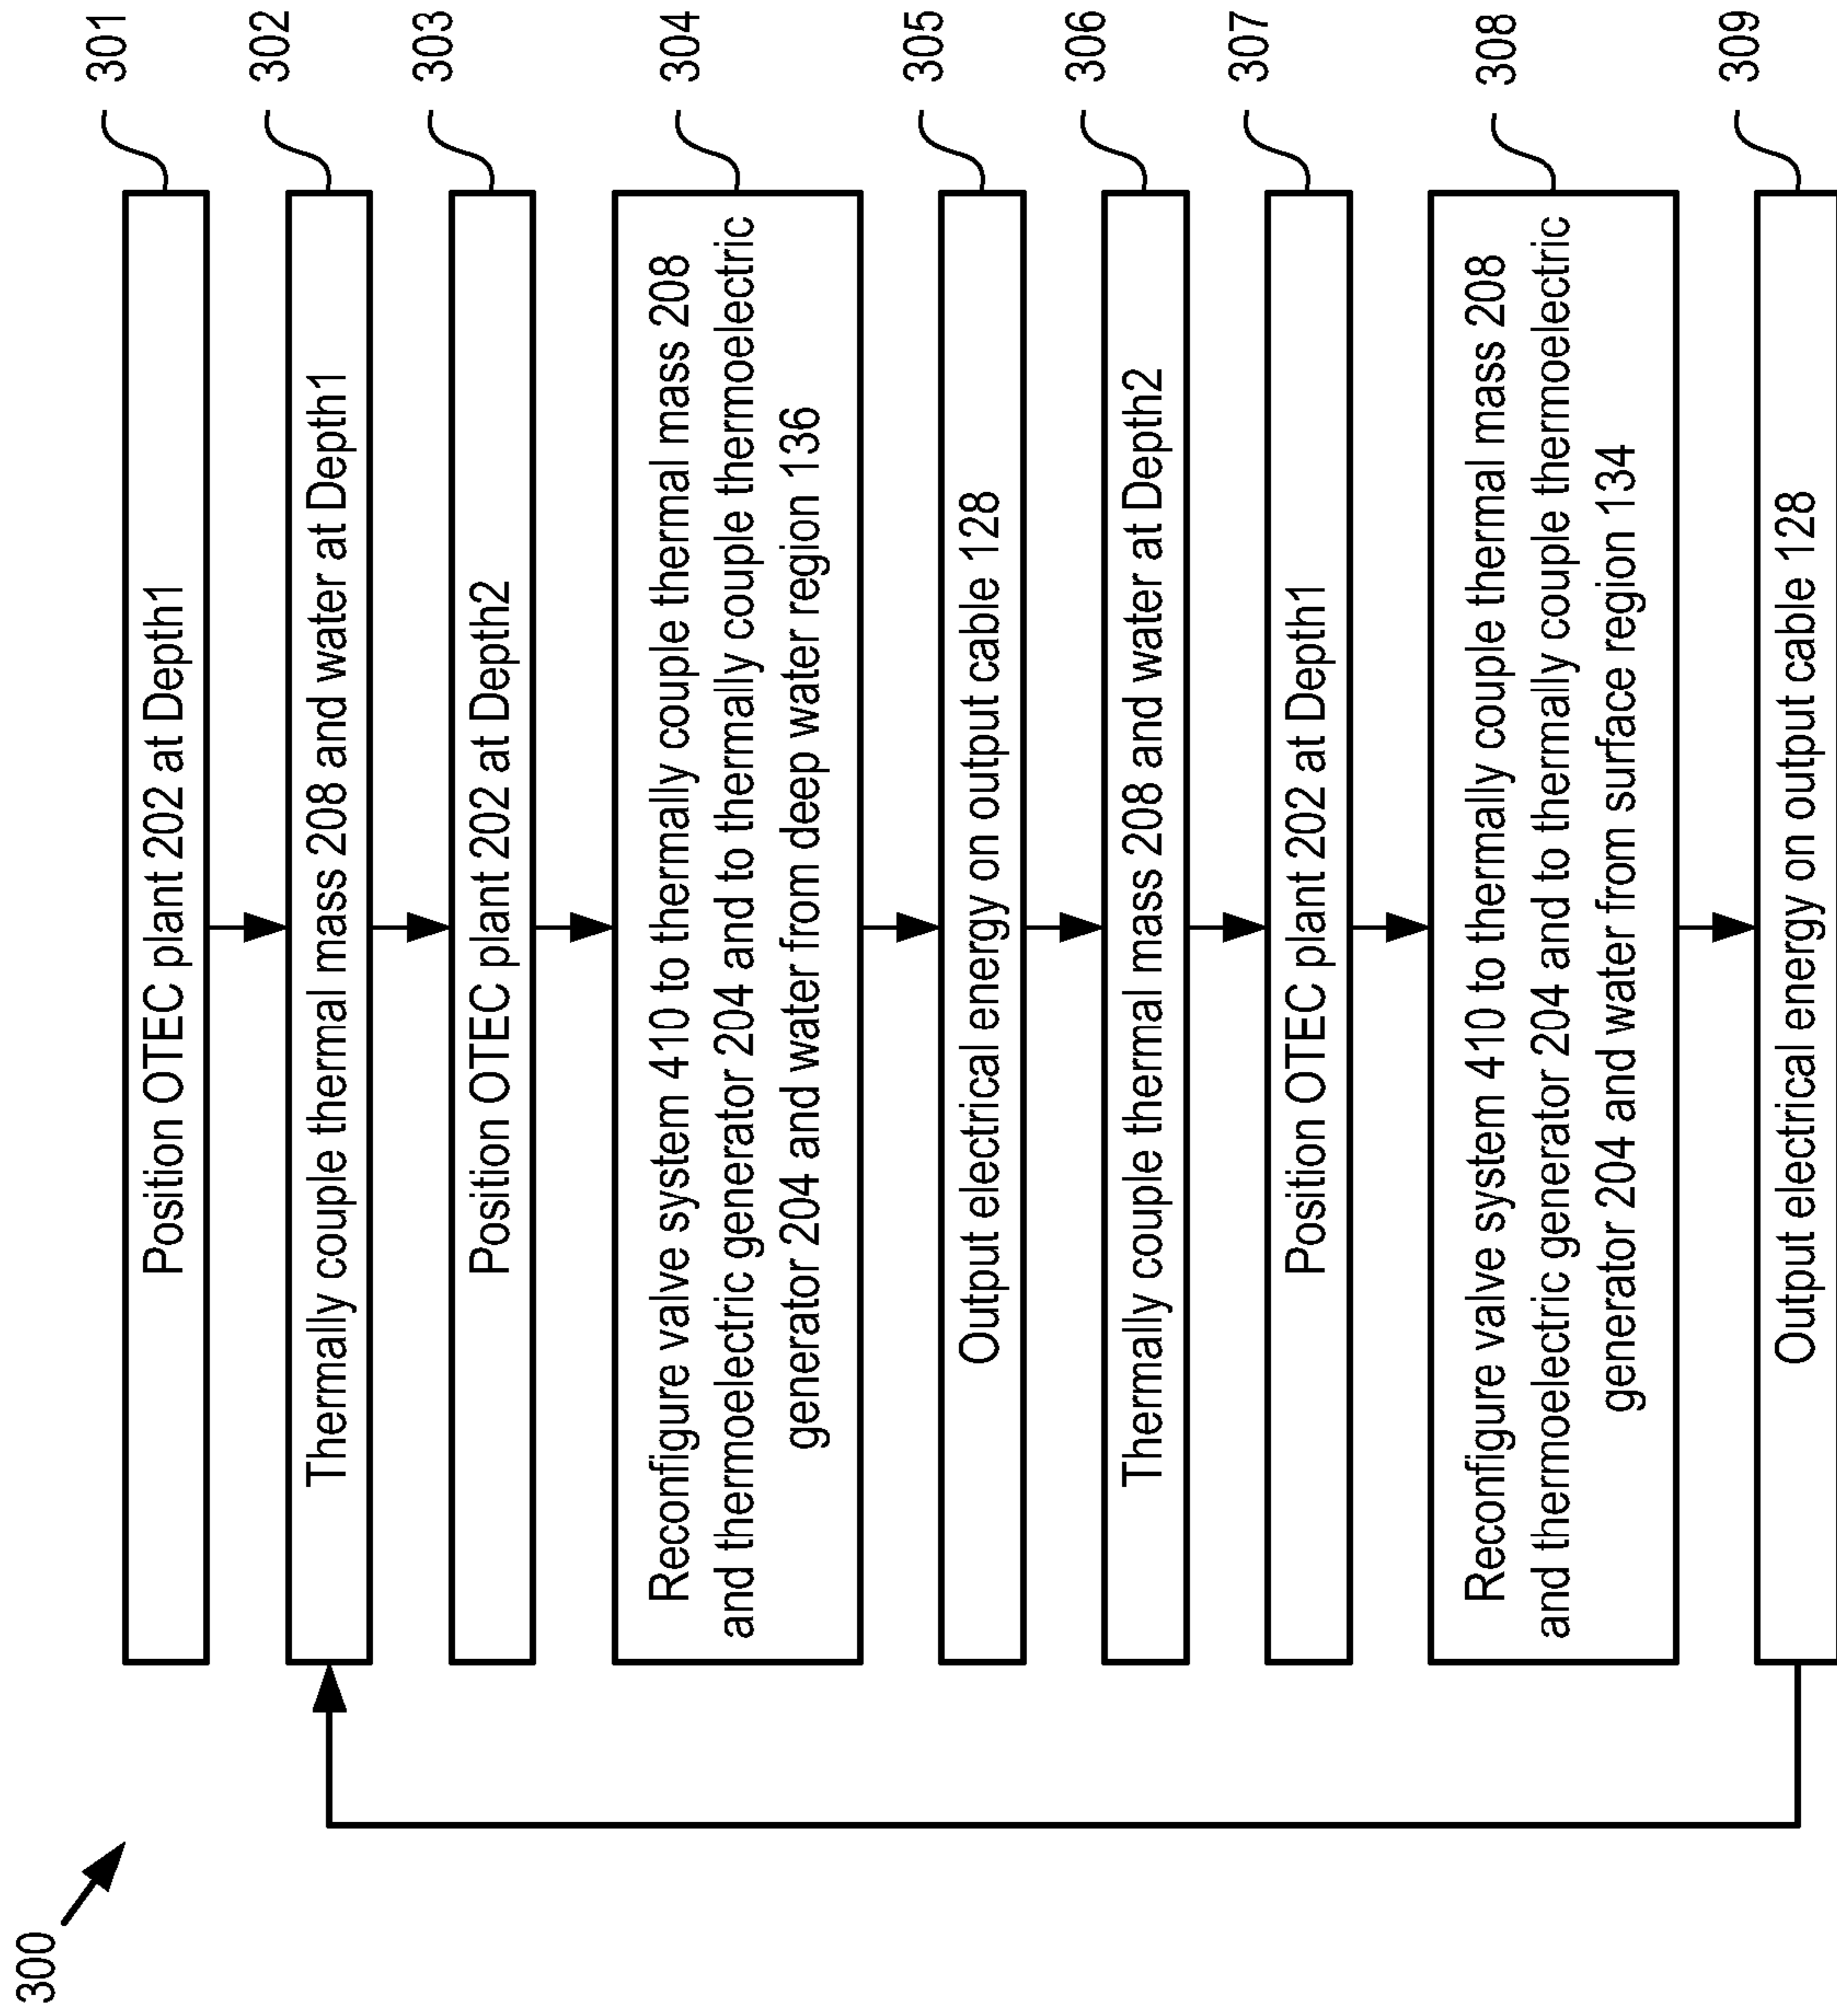 300
Position OTEC plant 202 at Depth1
301
Thermally couple thermal mass 208 and water at Depth1
302
Position OTEC plant 202 at Depth2
303
Reconfigure valve system 410 to thermally couple thermal mass 208
and thermoelectric generator 204 and to thermally couple thermoelectric
generator 204 and water from deep water region 136
304
Output electrical energy on output cable 128
305
Thermally couple thermal mass 208 and water at Depth2
306
Position OTEC plant 202 at Depth1
307
Reconfigure valve system 410 to thermally couple thermal mass 208
and thermoelectric generator 204 and to thermally couple thermoelectric
generator 204 and water from surface region 134
308
Output electrical energy on output cable 128
309